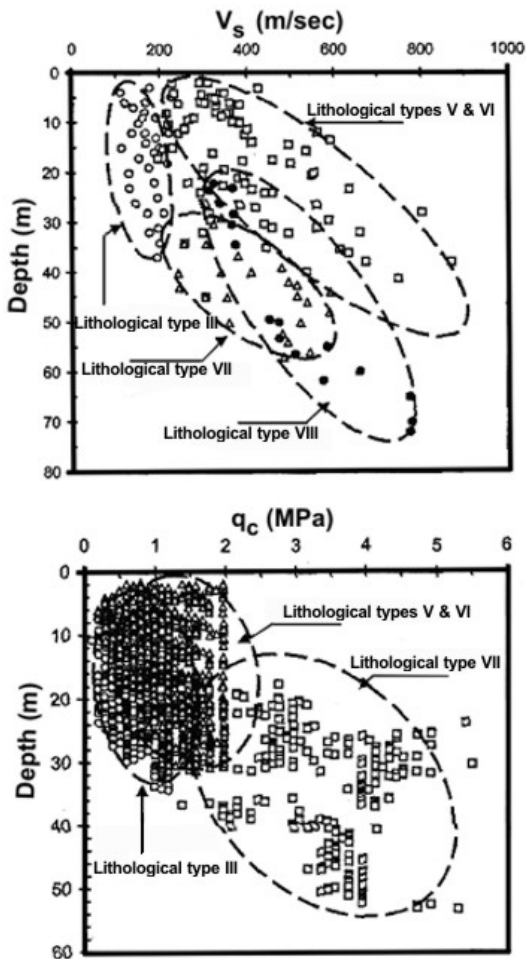 Vs (m/sec)
0 200 400 600 800 1000
0
10
20
30
40
50
60
70
80
Depth (m)
Lithological types V & VI
Lithological type III
Lithological type VII
Lithological type VIII
qc (MPa)
0 1 2 3 4 5 6
0
10
20
30
40
50
60
Depth (m)
Lithological types V & VI
Lithological type VII
Lithological type III